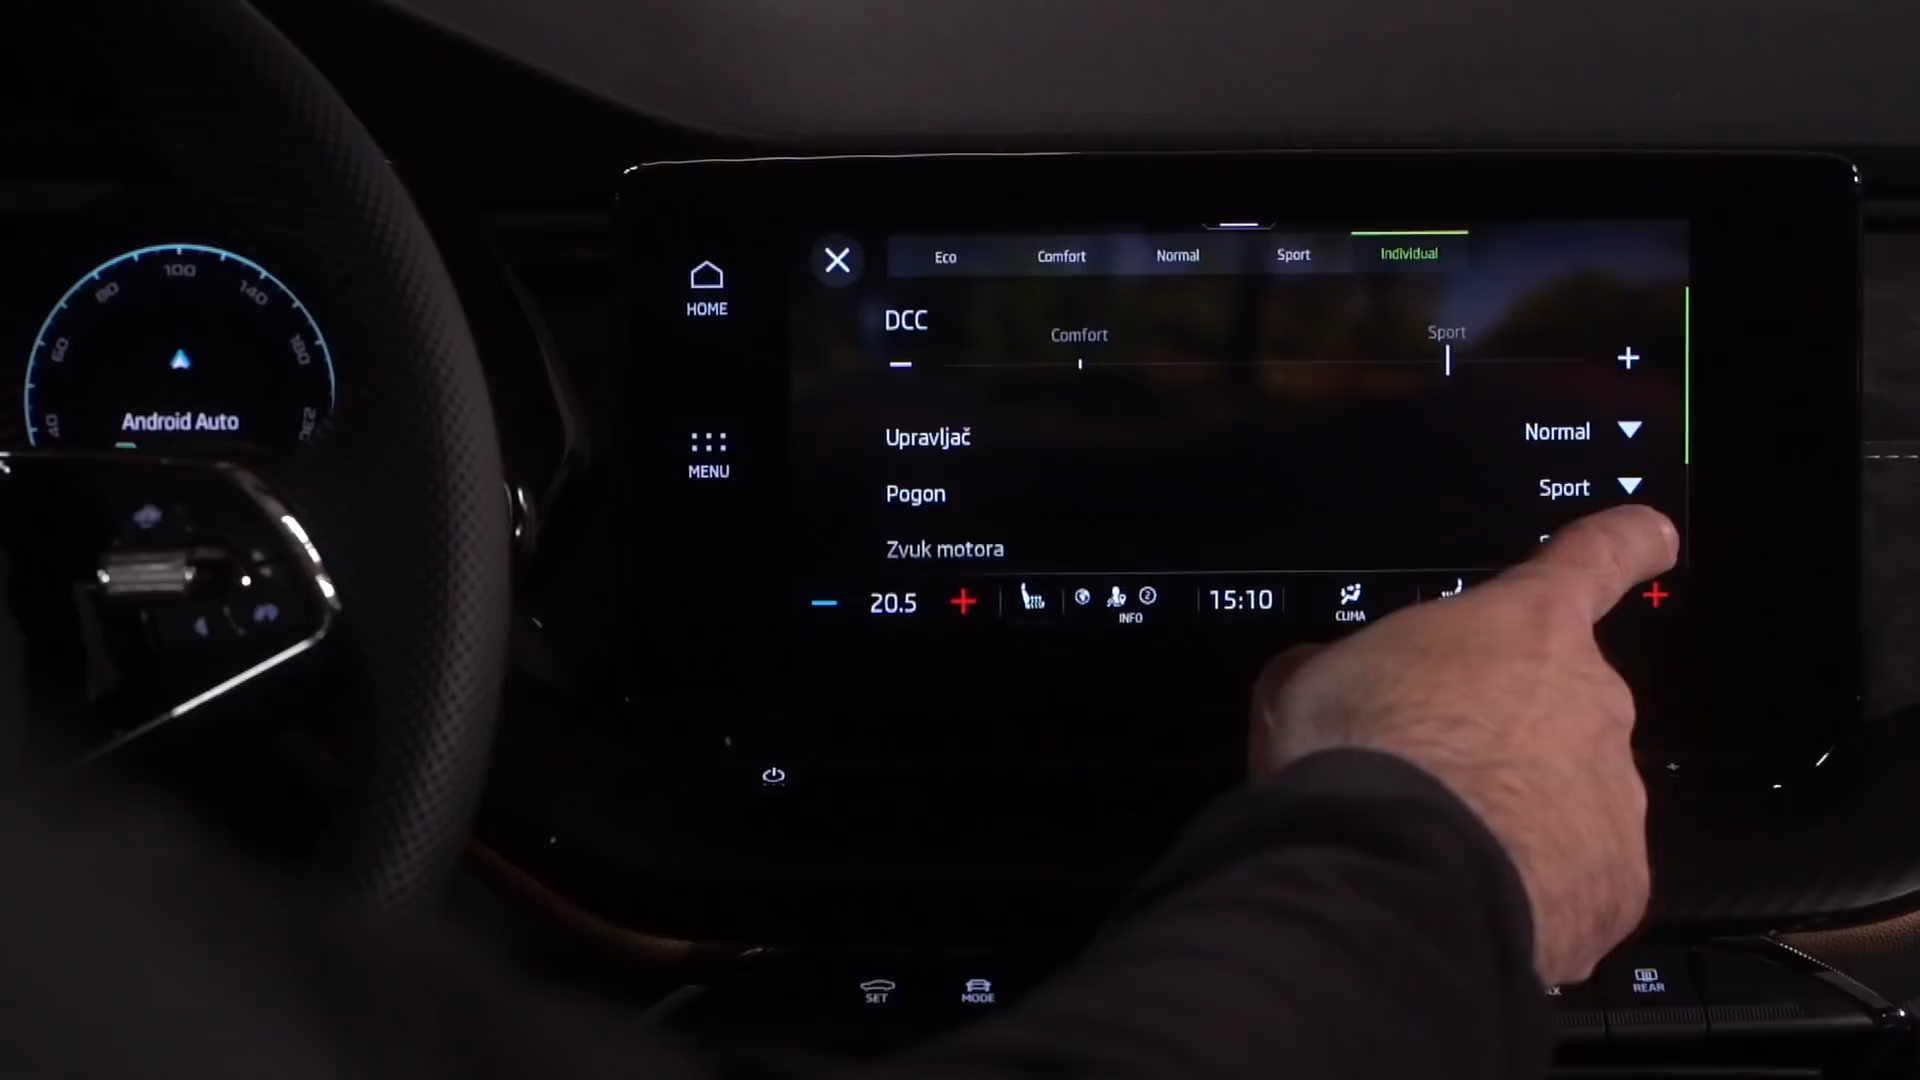 Eco Comfort Normal Sport Individual
HOME
DCC
Comfort Sport
100
80 140
60 180
40
Android Auto
Upravljač Normal
MENU
Pogon Sport
Zvuk motora
20.5 15:10
INFO CLIMA
SET MODE REAR